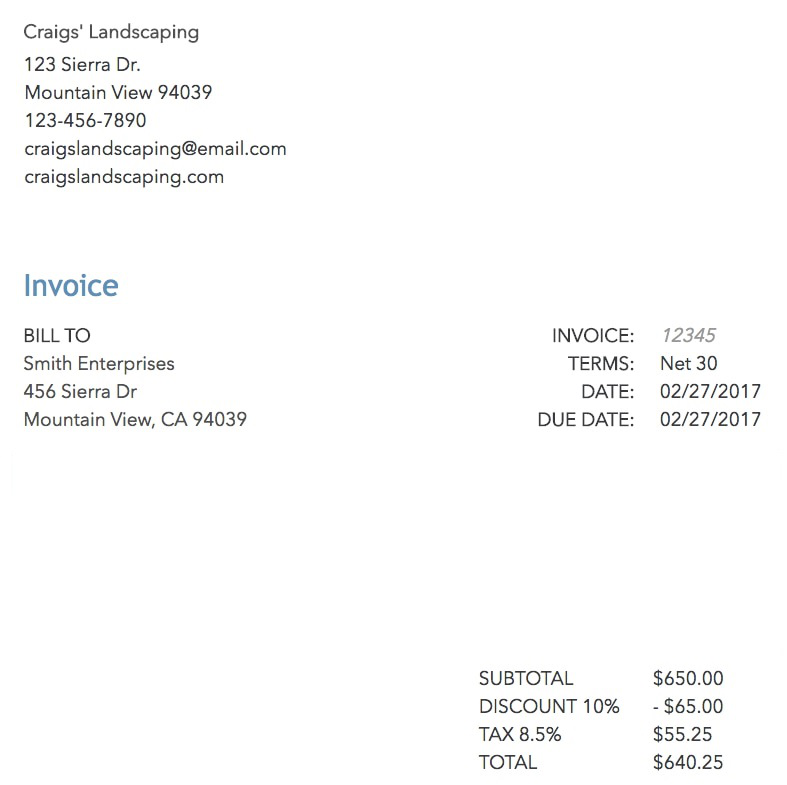 Craigs' Landscaping
123 Sierra Dr.
Mountain View 94039
123-456-7890
craigslandscaping@email.com
craigslandscaping.com
Invoice
BILL TO
Smith Enterprises
456 Sierra Dr
Mountain View, CA 94039
INVOICE: 12345
TERMS: Net 30
DATE: 02/27/2017
DUE DATE: 02/27/2017
SUBTOTAL $650.00
DISCOUNT 10% - $65.00
TAX 8.5% $55.25
TOTAL $640.25